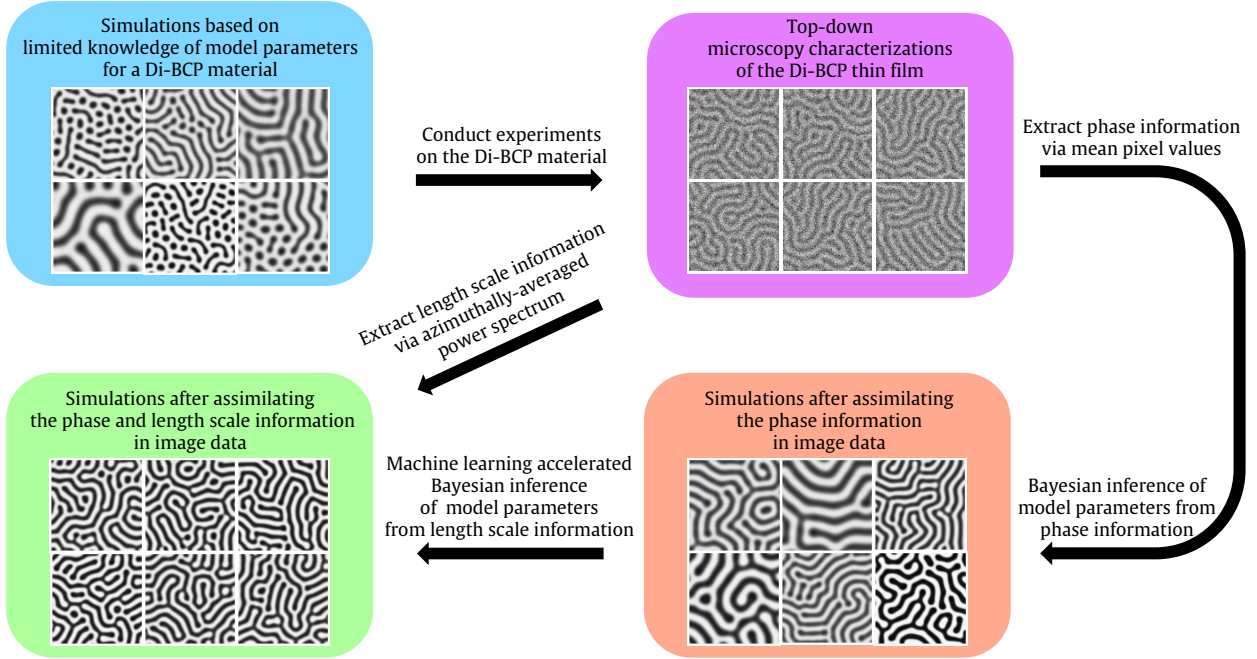 Simulations based on
limited knowledge of model parameters
for a Di-BCP material
Conduct experiments
on the Di-BCP material
Top-down
microscopy characterizations
of the Di-BCP thin film
Extract phase information
via mean pixel values
Extract length scale information
via azimuthally-averaged
power spectrum
Bayesian inference of
model parameters from
phase information
Simulations after assimilating
the phase information
in image data
Machine learning accelerated
Bayesian inference
of model parameters
from length scale information
Simulations after assimilating
the phase and length scale information
in image data